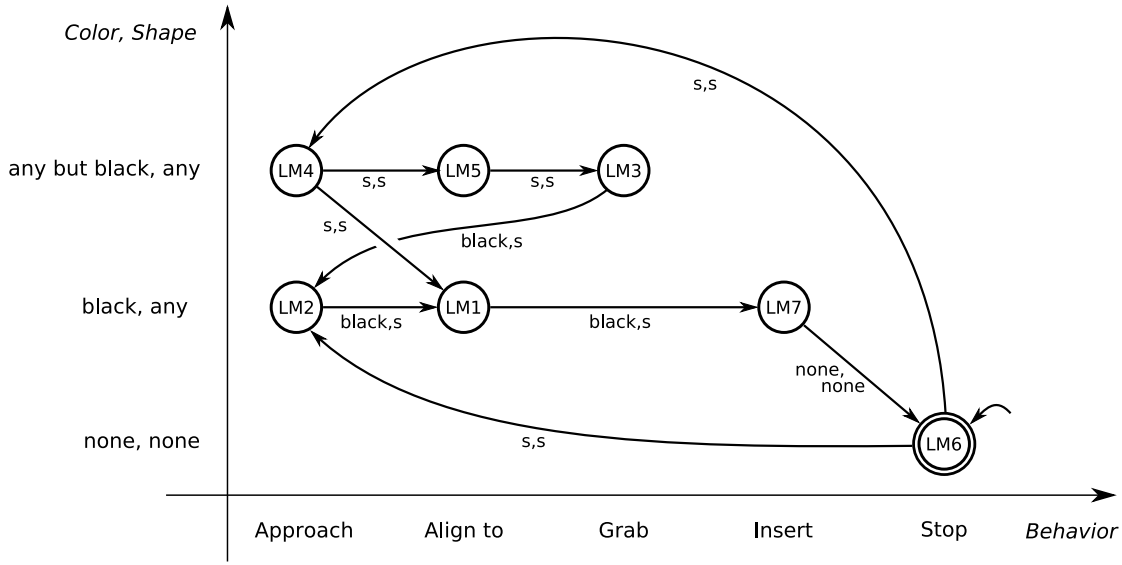 Color, Shape
s,s
any but black, any
LM4
LM5
LM3
s,s
s,s
s,s
black,s
black, any
LM2
LM1
LM7
black,s
black,s
none,
none
none, none
s,s
LM6
Approach
Align to
Grab
Insert
Stop
Behavior